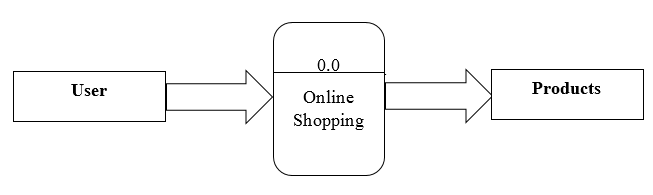 User
0.0
Online
Shopping
Products